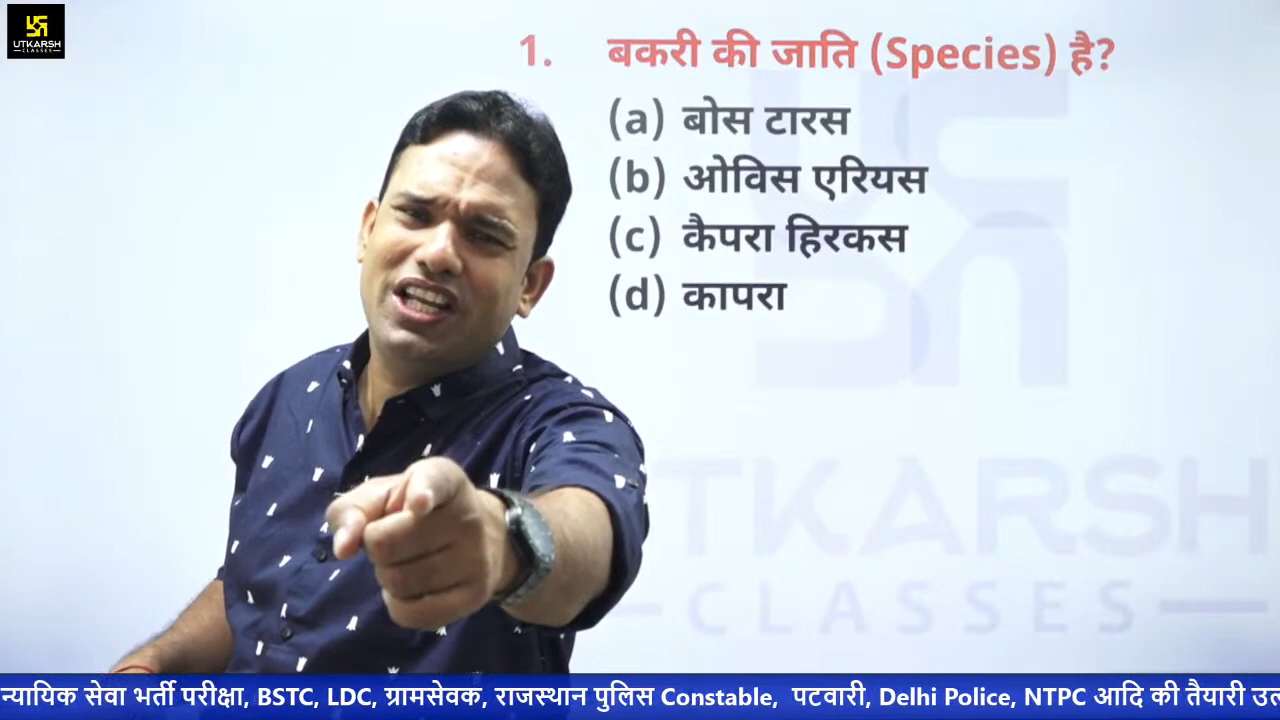 UTKARSH
CLASSES
1. बकरी की जाति (Species) है?
(a) बोस टारस
(b) ओविस एरियस
(c) कैपरा हिरकस
(d) कापरा
TKARSH
CLASSES
न्यायिक सेवा भर्ती परीक्षा, BSTC, LDC, ग्रामसेवक, राजस्थान पुलिस Constable, पटवारी, Delhi Police, NTPC आदि की तैयारी